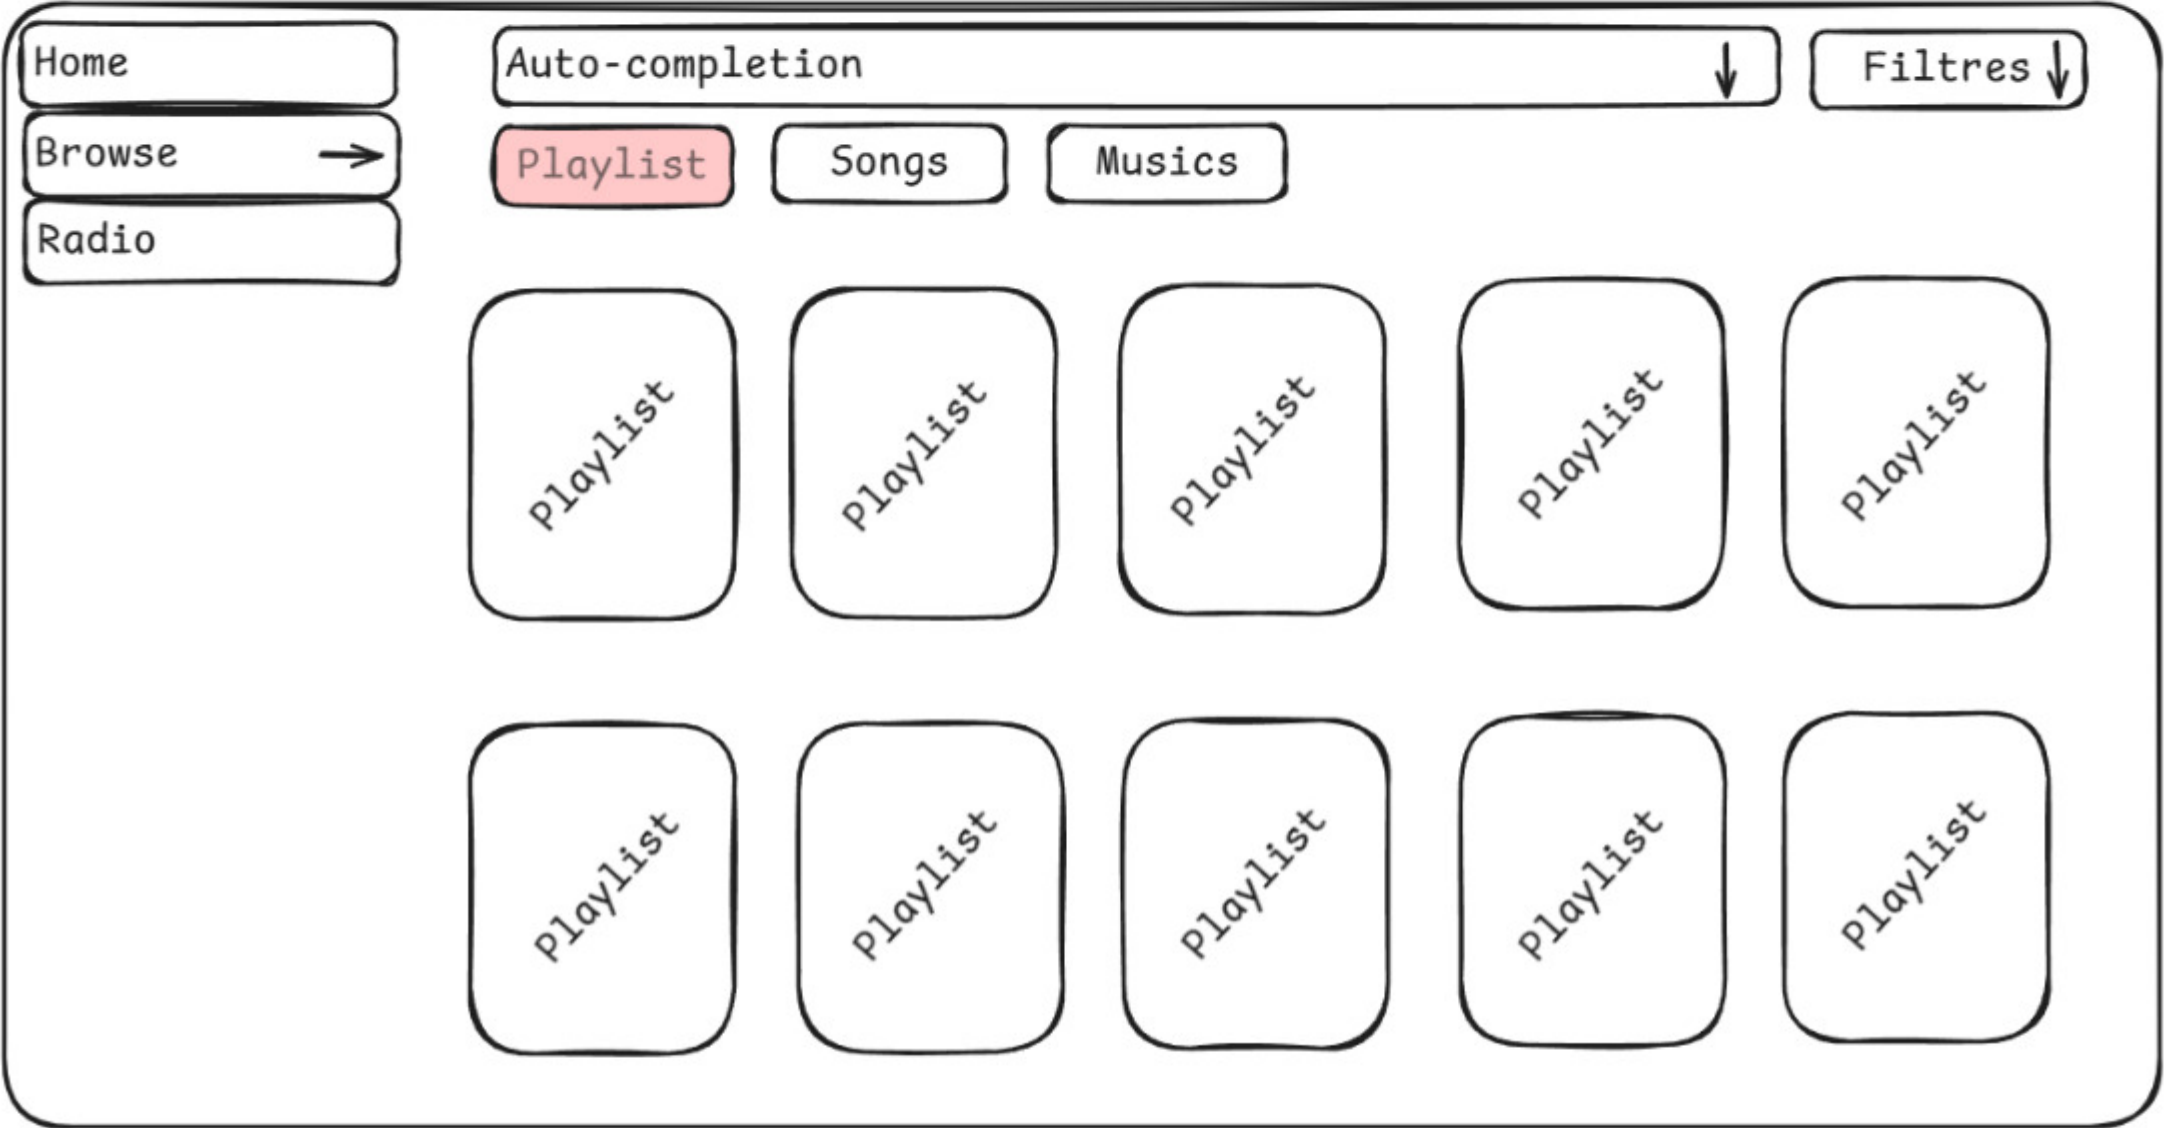 Home
Browse
Radio
Auto-completion
Filtres
Playlist
Songs
Musics
Playlist
Playlist
Playlist
Playlist
Playlist
Playlist
Playlist
Playlist
Playlist
Playlist